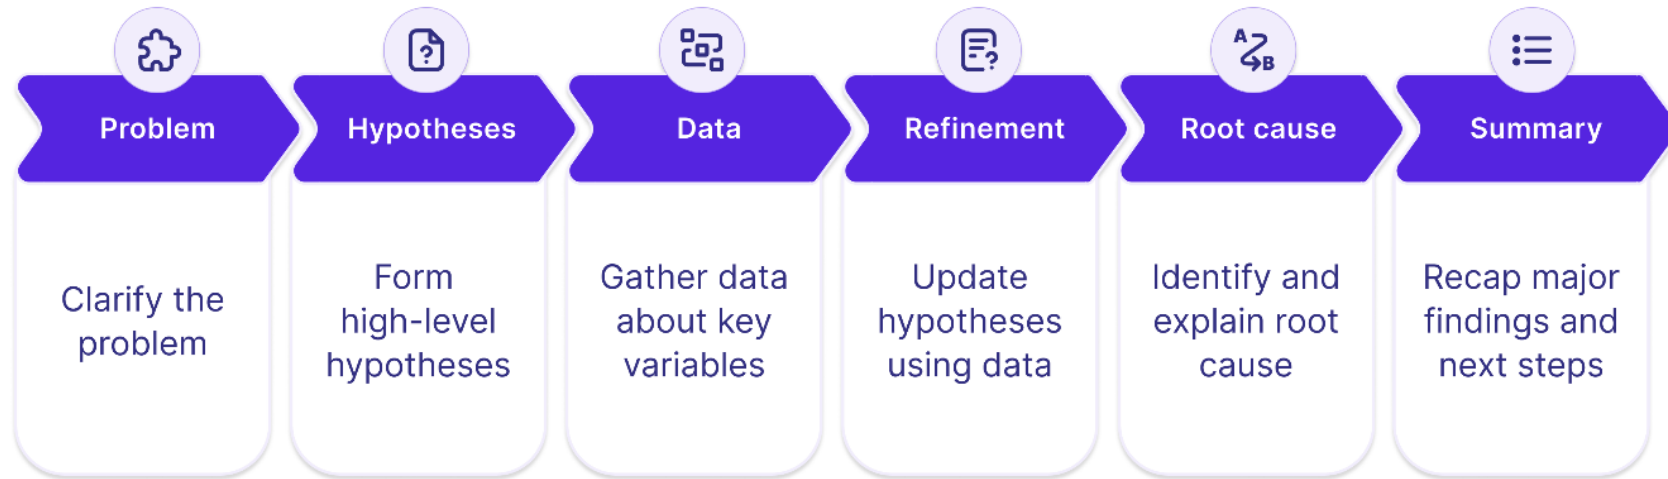 Problem
Clarify the
problem
Hypotheses
Form
high-level
hypotheses
Data
Gather data
about key
variables
Refinement
Update
hypotheses
using data
A
B
Root cause
Identify and
explain root
cause
Summary
Recap major
findings and
next steps